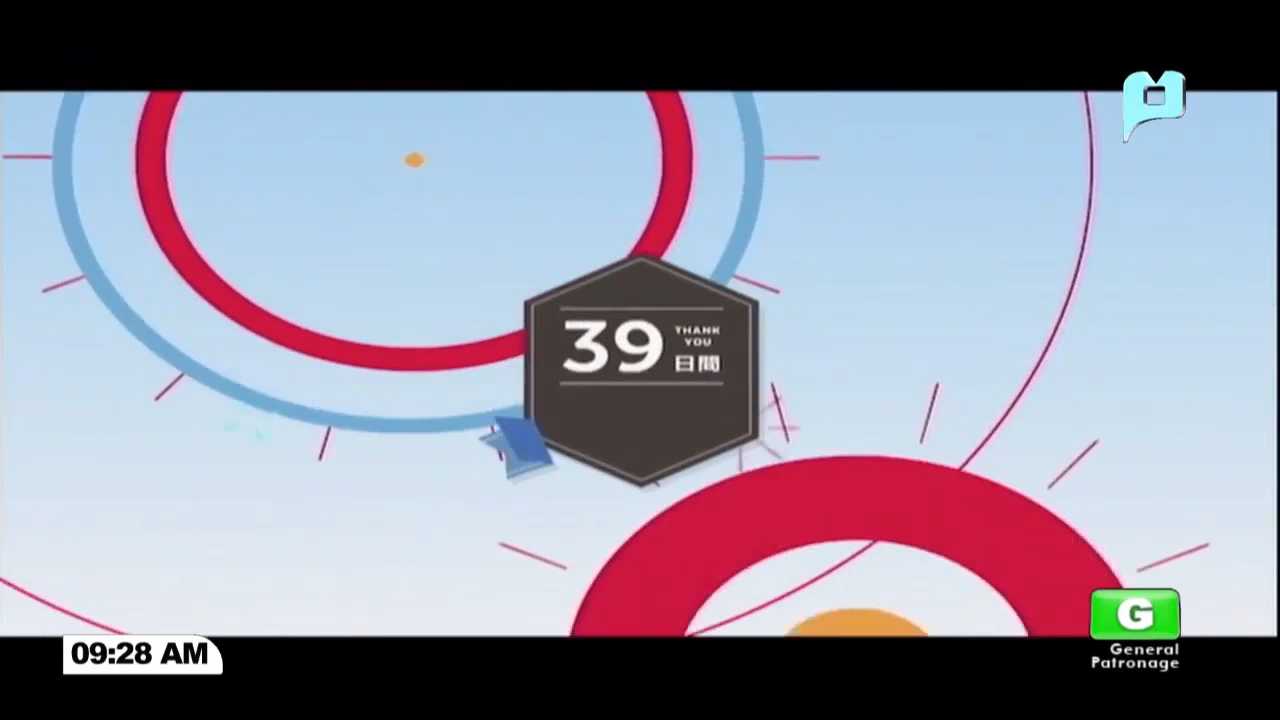 39
THANK
YOU
日間
G
General
Patronage
09:28 AM